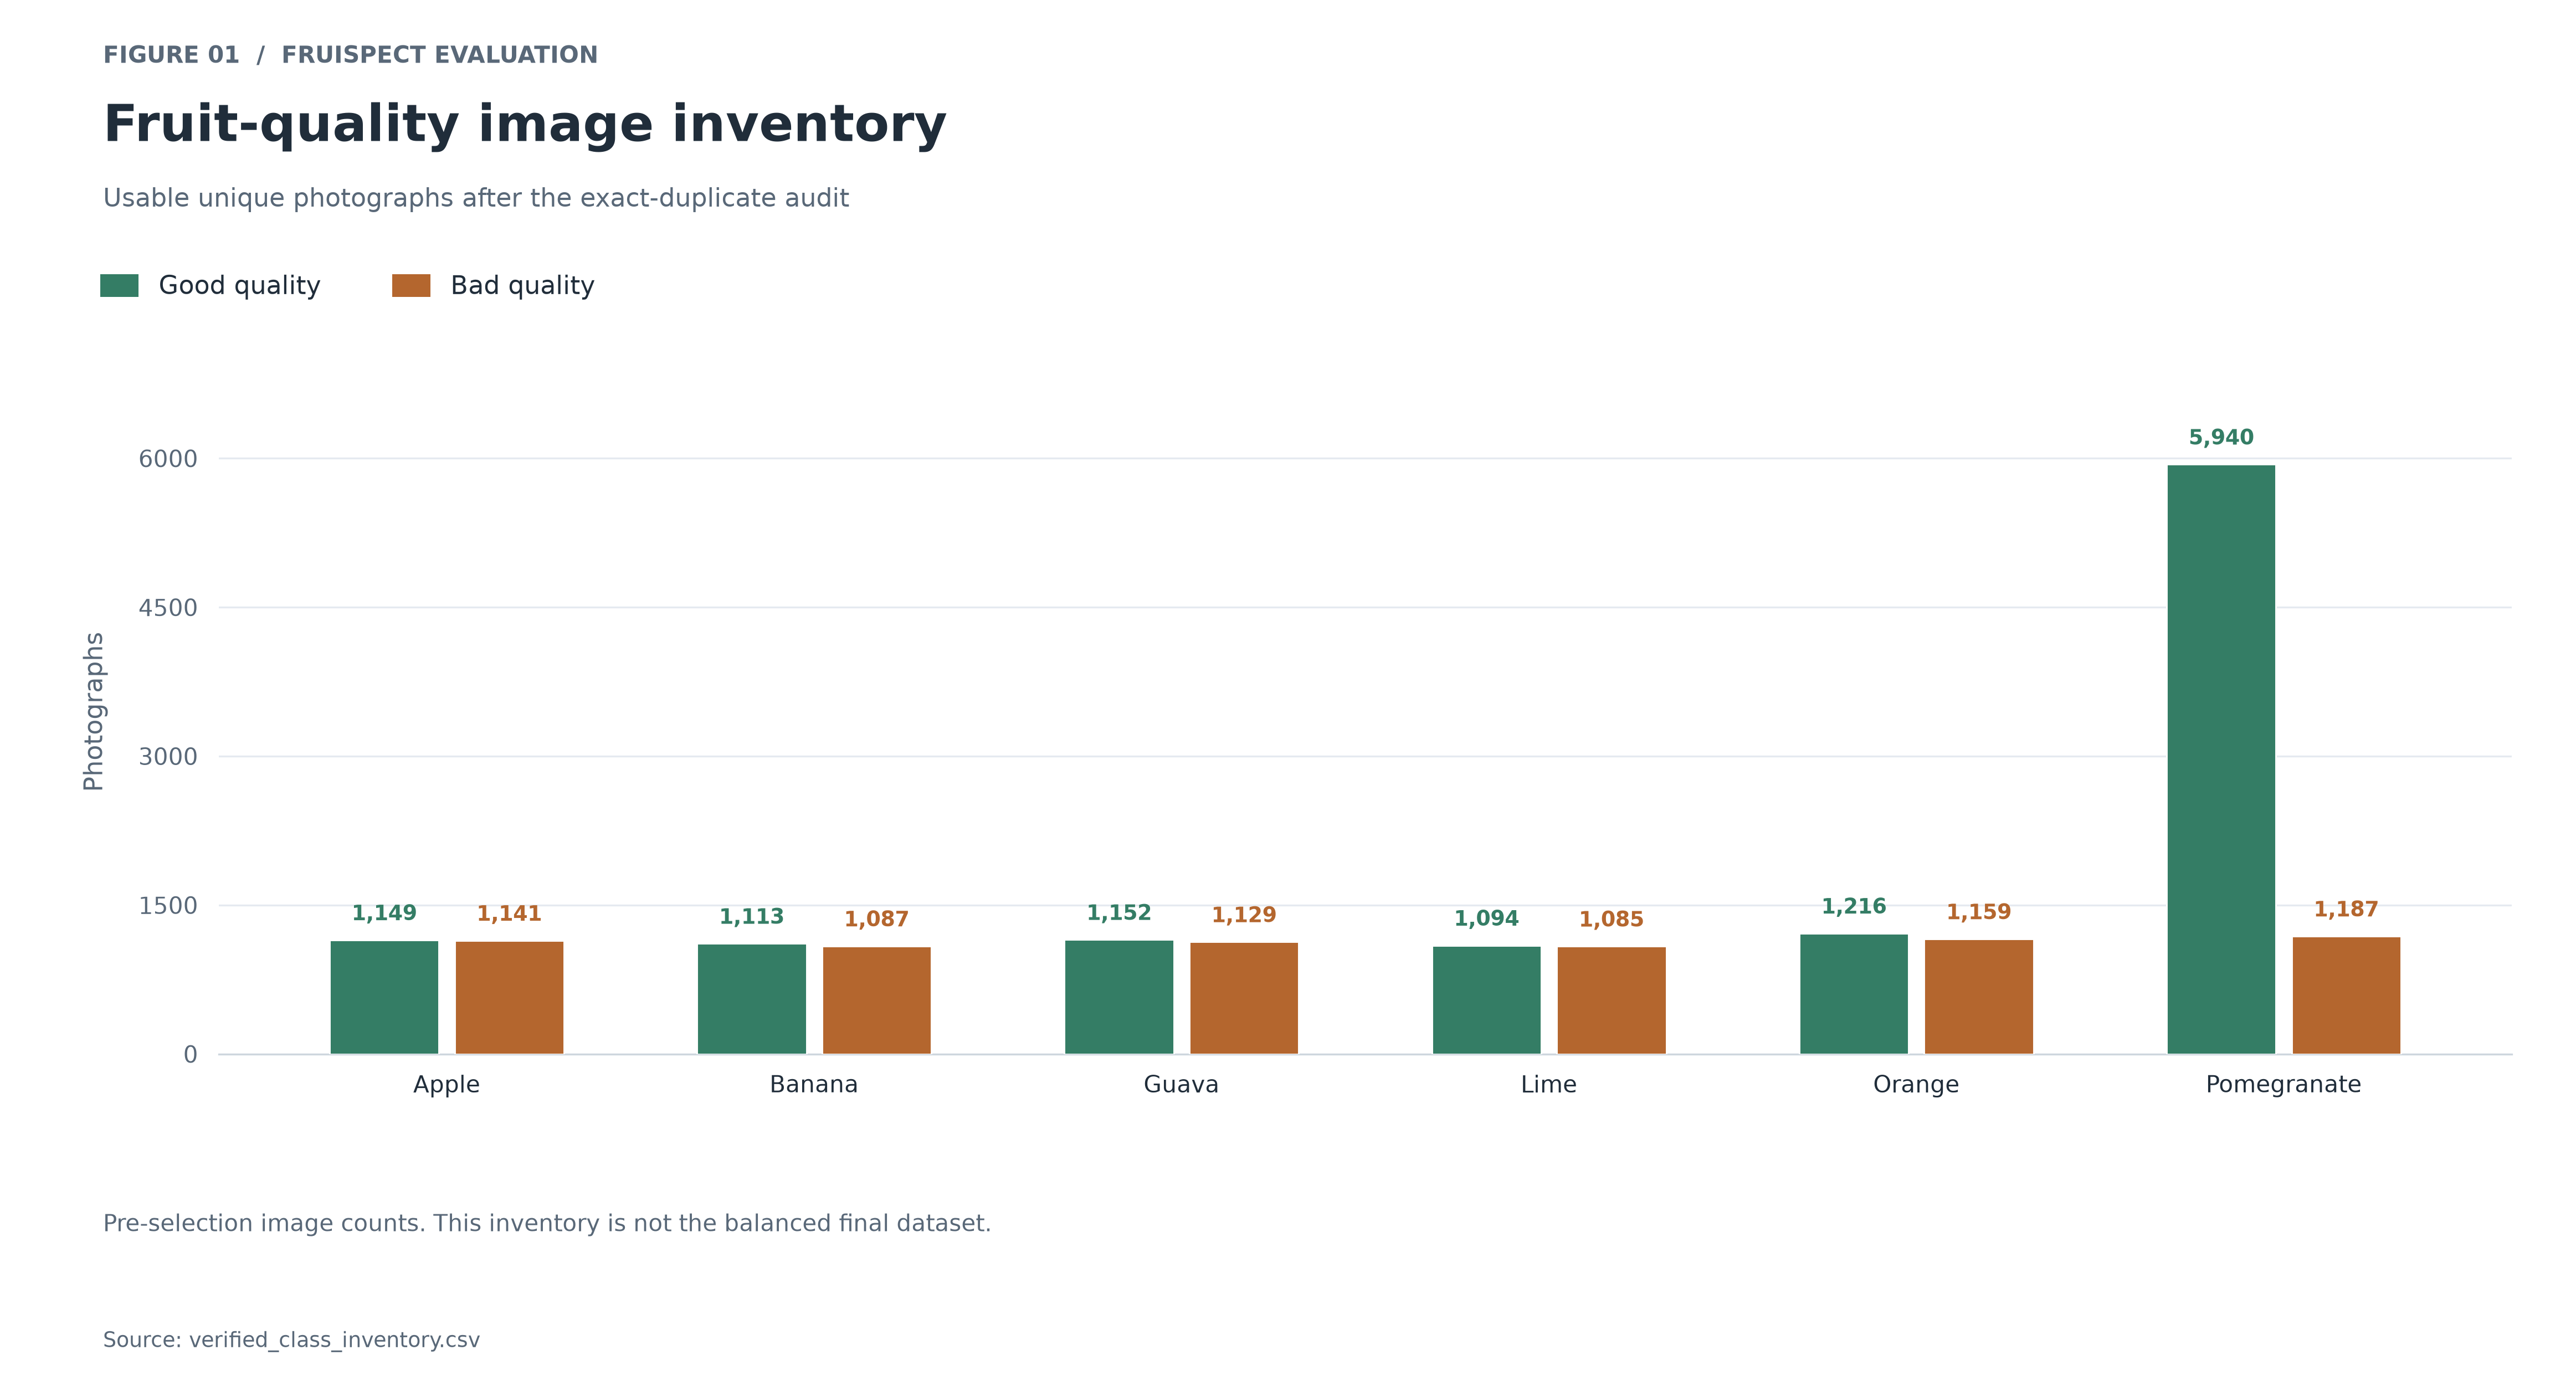 FIGURE 01 / FRUISPECT EVALUATION
Fruit-quality image inventory
Usable unique photographs after the exact-duplicate audit
Good quality
Bad quality
Photographs
6000
4500
3000
1500
0
1,149
1,141
1,113
1,087
1,152
1,129
1,094
1,085
1,216
1,159
5,940
1,187
Apple
Banana
Guava
Lime
Orange
Pomegranate
Pre-selection image counts. This inventory is not the balanced final dataset.
Source: verified_class_inventory.csv